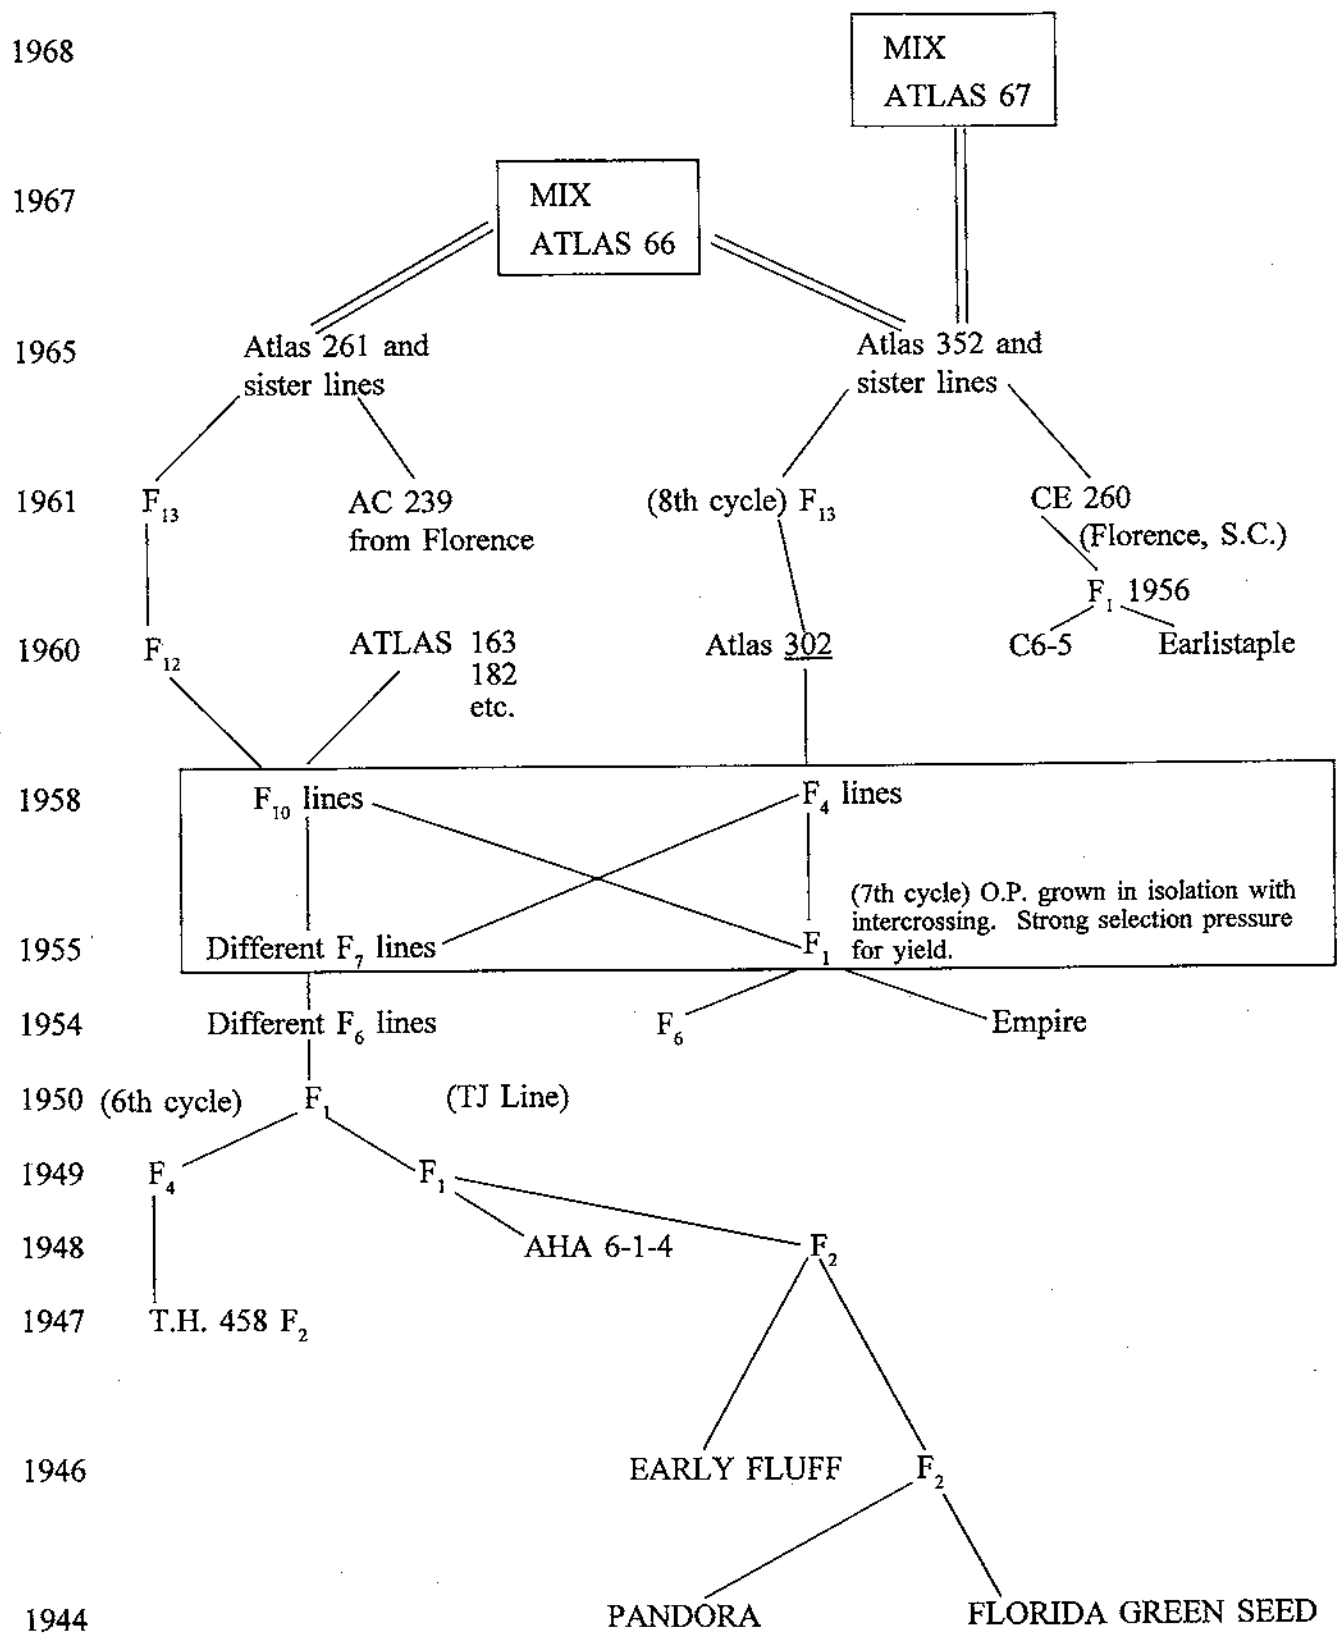 1968
MIX
ATLAS 67
1967
MIX
ATLAS 66
1965
Atlas 261 and
sister lines
Atlas 352 and
sister lines
1961
F₁₃
AC 239
from Florence
(8th cycle) F₁₃
CE 260
(Florence, S.C.)
F₁ 1956
C6-5
Earlistaple
1960
F₁₂
ATLAS 163
182
etc.
Atlas 302
1958
F₁₀ lines
F₄ lines
(7th cycle) O.P. grown in isolation with
intercrossing. Strong selection pressure
for yield.
1955
Different F₇ lines
F₁
1954
Different F₆ lines
F₆
Empire
1950 (6th cycle)
F₁
(TJ Line)
1949
F₄
F₁
1948
AHA 6-1-4
F₂
1947
T.H. 458 F₂
1946
EARLY FLUFF
F₂
1944
PANDORA
FLORIDA GREEN SEED